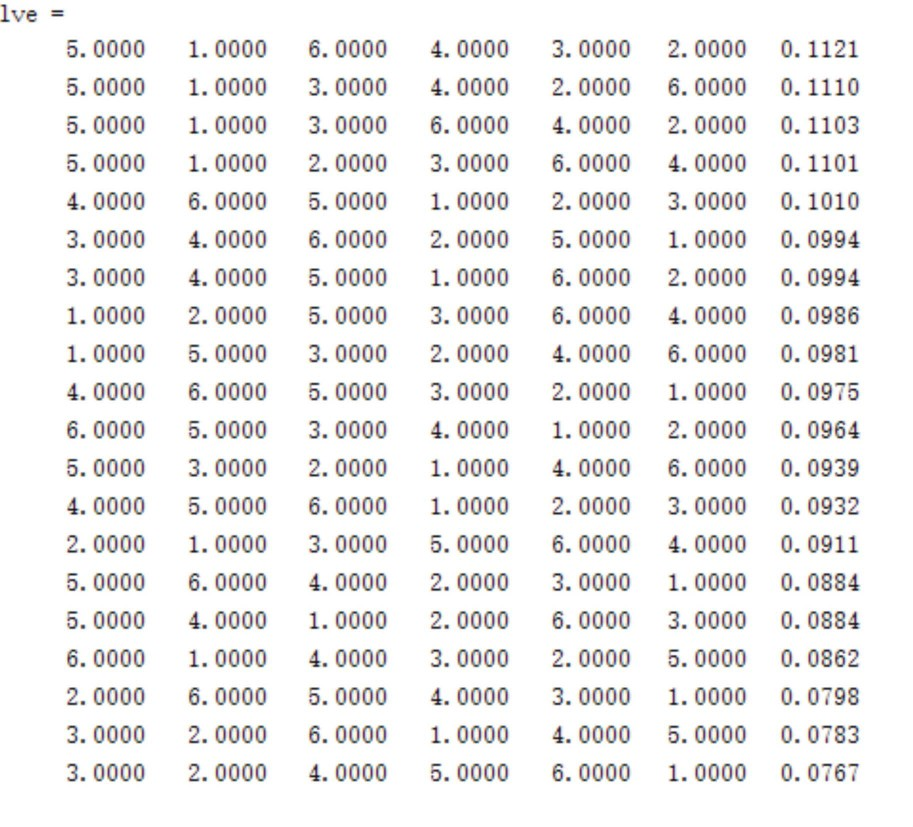 lve =
5.0000 1.0000 6.0000 4.0000 3.0000 2.0000 0.1121
5.0000 1.0000 3.0000 4.0000 2.0000 6.0000 0.1110
5.0000 1.0000 3.0000 6.0000 4.0000 2.0000 0.1103
5.0000 1.0000 2.0000 3.0000 6.0000 4.0000 0.1101
4.0000 6.0000 5.0000 1.0000 2.0000 3.0000 0.1010
3.0000 4.0000 6.0000 2.0000 5.0000 1.0000 0.0994
3.0000 4.0000 5.0000 1.0000 6.0000 2.0000 0.0994
1.0000 2.0000 5.0000 3.0000 6.0000 4.0000 0.0986
1.0000 5.0000 3.0000 2.0000 4.0000 6.0000 0.0981
4.0000 6.0000 5.0000 3.0000 2.0000 1.0000 0.0975
6.0000 5.0000 3.0000 4.0000 1.0000 2.0000 0.0964
5.0000 3.0000 2.0000 1.0000 4.0000 6.0000 0.0939
4.0000 5.0000 6.0000 1.0000 2.0000 3.0000 0.0932
2.0000 1.0000 3.0000 5.0000 6.0000 4.0000 0.0911
5.0000 6.0000 4.0000 2.0000 3.0000 1.0000 0.0884
5.0000 4.0000 1.0000 2.0000 6.0000 3.0000 0.0884
6.0000 1.0000 4.0000 3.0000 2.0000 5.0000 0.0862
2.0000 6.0000 5.0000 4.0000 3.0000 1.0000 0.0798
3.0000 2.0000 6.0000 1.0000 4.0000 5.0000 0.0783
3.0000 2.0000 4.0000 5.0000 6.0000 1.0000 0.0767